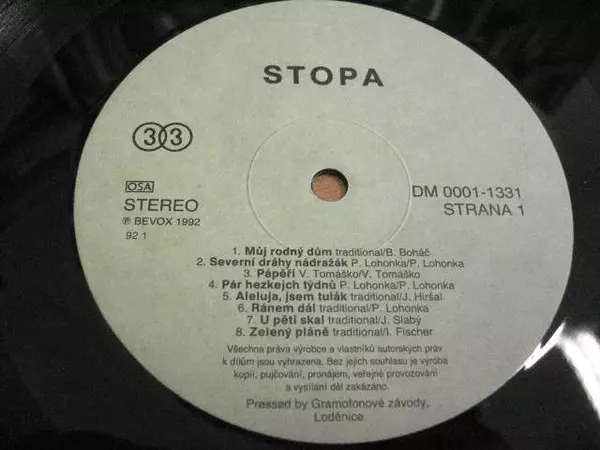 STOPA
33
OSA
STEREO
℗ BEVOX 1992
92 1
DM 0001-1331
STRANA 1
1. Můj rodný dům traditional/B. Boháč
2. Severní dráhy nádražák P. Lohonka/P. Lohonka
3. Pápěří V. Tomáško/V. Tomáško
4. Pár hezkejch týdnů P. Lohonka/P. Lohonka
5. Aleluja, jsem tulák traditional/J. Hiršal
6. Ránem dál traditional/P. Lohonka
7. U pěti skal traditional/J. Slabý
8. Zelený pláně traditional/I. Fischer
Všechna práva výrobce a vlastníků autorských práv
k dílům jsou vyhrazena. Bez jejich souhlasu je výroba
kopií, pujčování, pronájem, veřejné provozování
a vysílání děl zakázáno.
Pressed by Gramofonové závody,
Loděnice